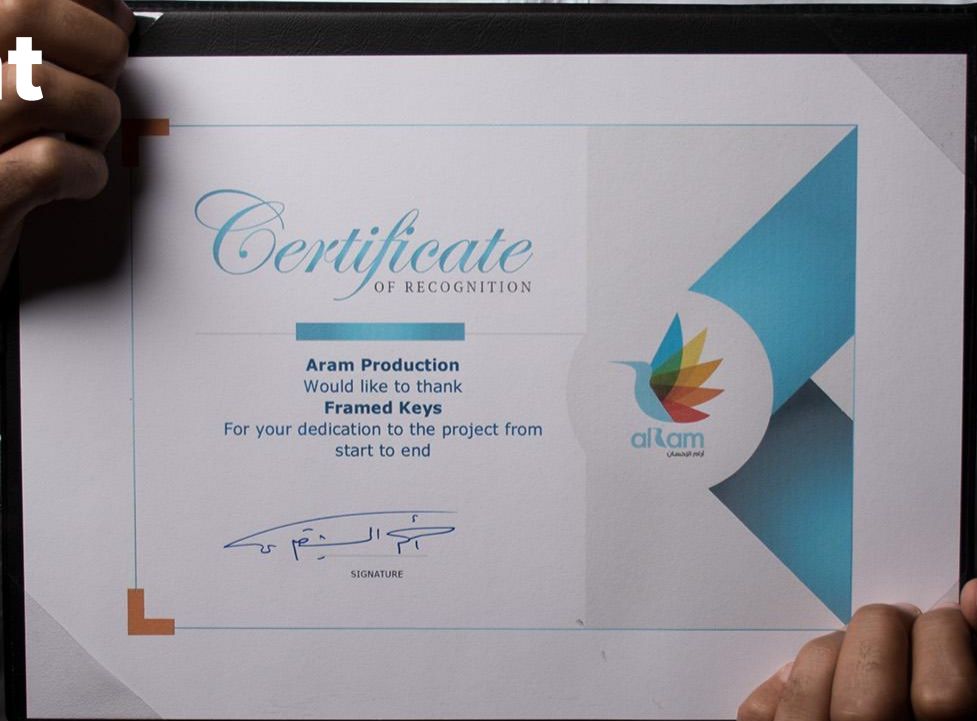 t
Certificate
OF RECOGNITION
Aram Production
Would like to thank
Framed Keys
For your dedication to the project from
start to end
aRam
SIGNATURE